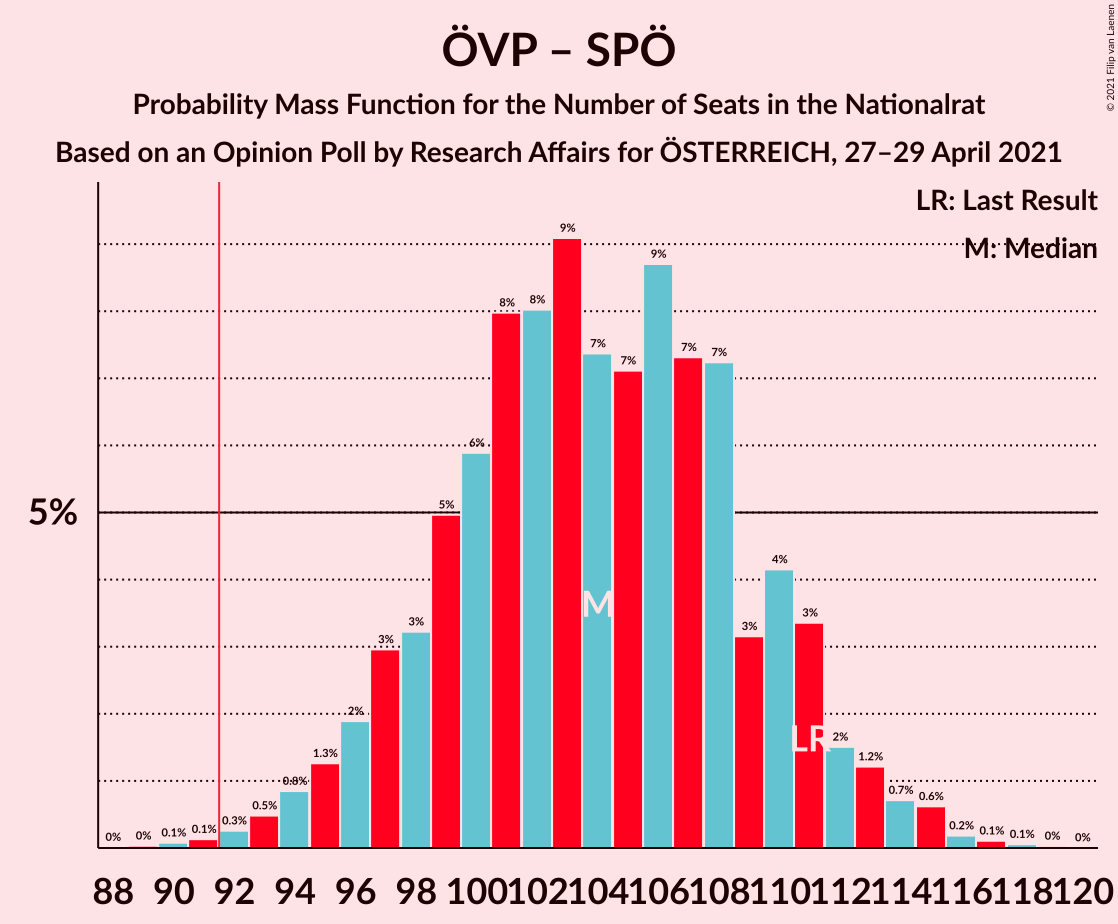 ÖVP – SPÖ
Probability Mass Function for the Number of Seats in the Nationalrat
Based on an Opinion Poll by Research Affairs for ÖSTERREICH, 27–29 April 2021
© 2021 Filip van Laenen
LR: Last Result
M: Median
5%
0% 0% 0.1% 0.1% 0.3% 0.5% 0.8% 1.3% 2% 3% 3% 5% 6% 8% 8% 9% 7% 7% 9% 7% 7% 3% 4% 3% 2% 1.2% 0.7% 0.6% 0.2% 0.1% 0.1% 0% 0%
M
LR
88 90 92 94 96 98 100 102 104 106 108 110 112 114 116 118 120